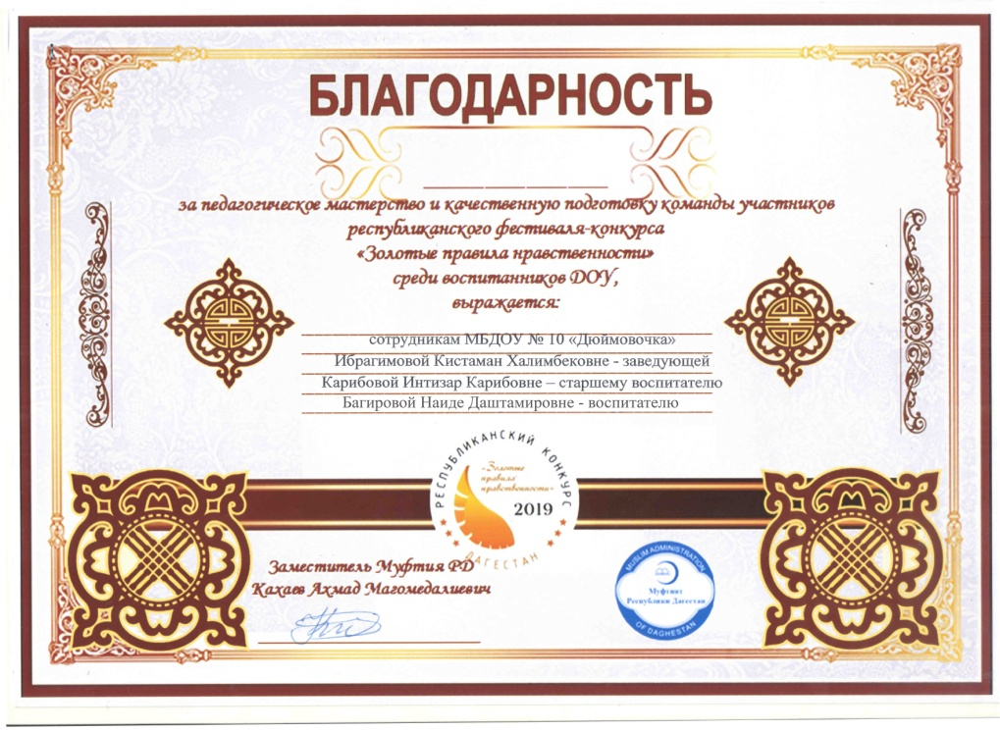 БЛАГОДАРНОСТЬ
за педагогическое мастерство и качественную подготовку команды участников
республиканского фестиваля-конкурса
«Золотые правила нравственности»
среди воспитанников ДОУ,
выражается:
сотрудникам МБДОУ № 10 «Дюймовочка»
Ибрагимовой Кистаман Халимбековне - заведующей
Карибовой Интизар Карибовне – старшему воспитателю
Багировой Наиде Даштамировне - воспитателю
РЕСПУБЛИКАНСКИЙ КОНКУРС
«Золотые
правила
нравственности»
2019
ДАГЕСТАН
Заместитель Муфтия РД
Кахаев Ахмад Магомедалиевич
MUSLIM ADMINISTRATION
Муфтият
Республики Дагестан
OF DAGHESTAN